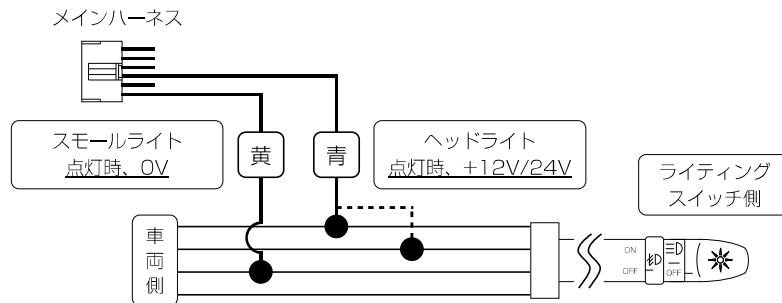 メインハーネス
スモールライト
点灯時、0V
黄
青
ヘッドライト
点灯時、+12V/24V
ライティング
スイッチ側
車両側
ON
OFF
OFF